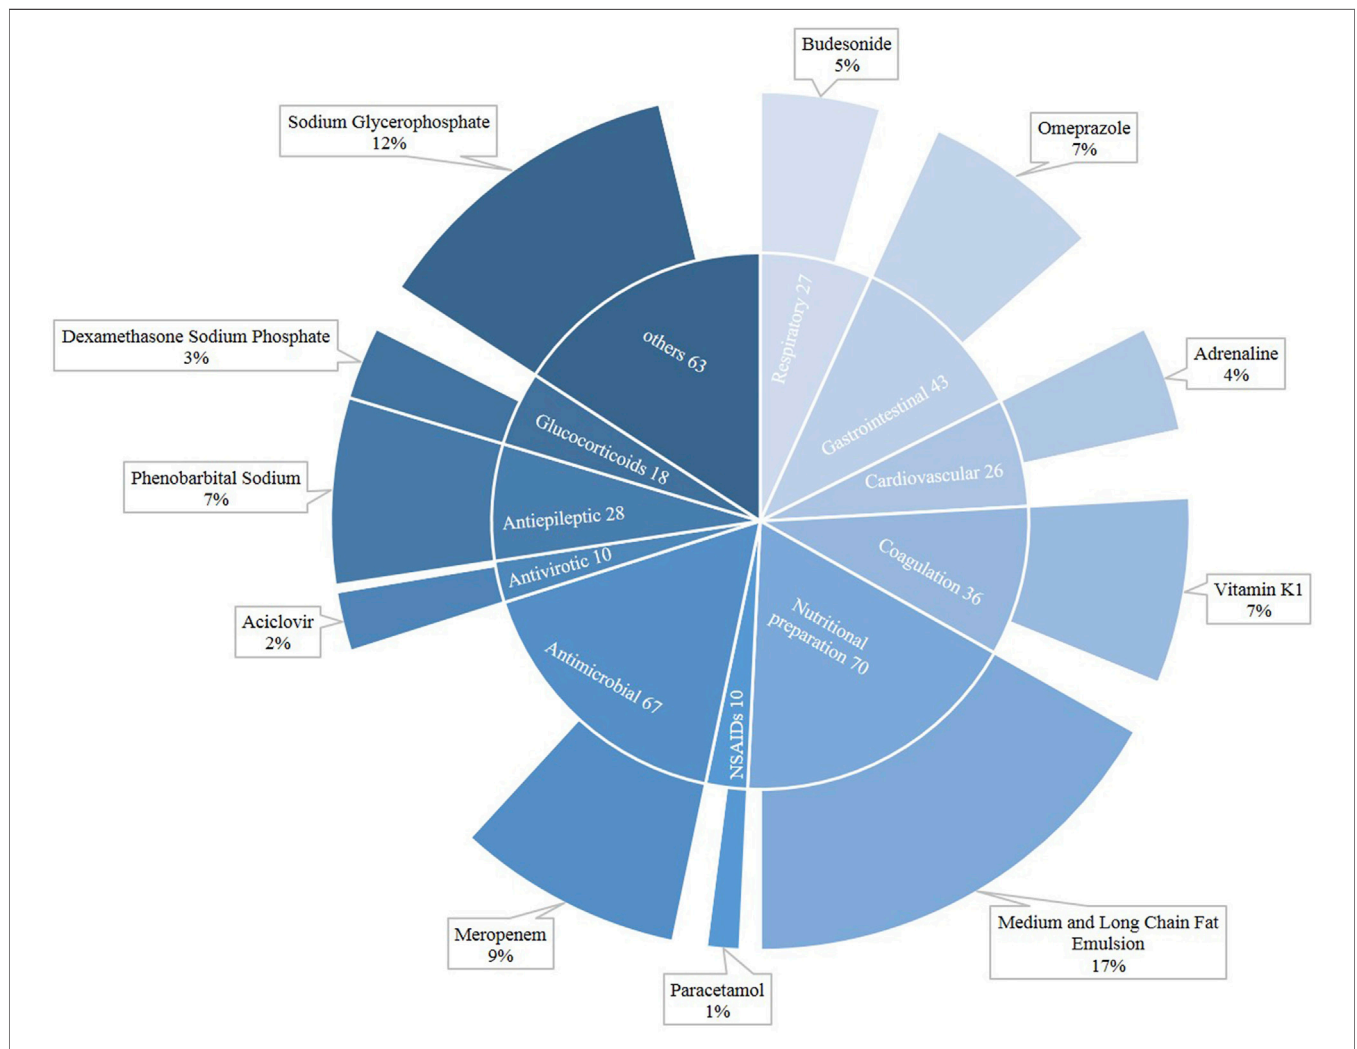 Budesonide
5%
Omeprazole
7%
Sodium Glycerophosphate
12%
Dexamethasone Sodium Phosphate
3%
Adrenaline
4%
Phenobarbital Sodium
7%
Vitamin K1
7%
Aciclovir
2%
Meropenem
9%
Paracetamol
1%
Medium and Long Chain Fat
Emulsion
17%
Respiratory 27
Gastrointestinal 43
Cardiovascular 26
Coagulation 36
Nutritional
preparation 70
NSAIDs 10
Antimicrobial 67
Antivirotic 10
Antiepileptic 28
Glucocorticoids 18
others 63